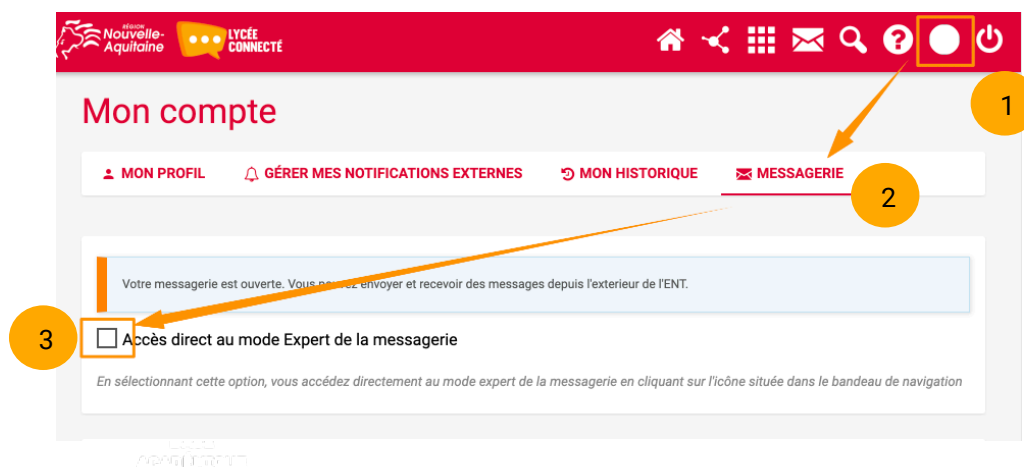 RÉGION
Nouvelle-
Aquitaine
LYCÉE
CONNECTÉ
?
1
Mon compte
MON PROFIL GÉRER MES NOTIFICATIONS EXTERNES MON HISTORIQUE MESSAGERIE
2
Votre messagerie est ouverte. Vous pouvez envoyer et recevoir des messages depuis l'exterieur de l'ENT.
3
Accès direct au mode Expert de la messagerie
En sélectionnant cette option, vous accédez directement au mode expert de la messagerie en cliquant sur l'icône située dans le bandeau de navigation